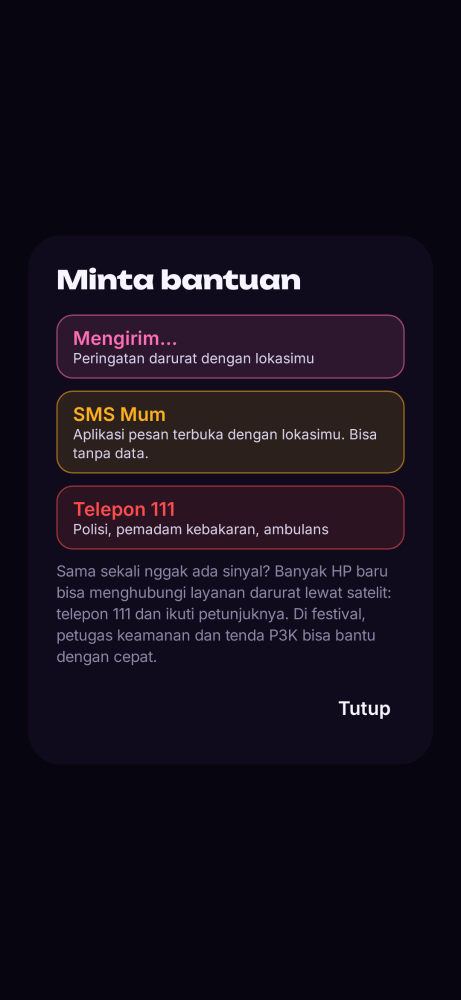 Minta bantuan
Mengirim...
Peringatan darurat dengan lokasimu
SMS Mum
Aplikasi pesan terbuka dengan lokasimu. Bisa
tanpa data.
Telepon 111
Polisi, pemadam kebakaran, ambulans
Sama sekali nggak ada sinyal? Banyak HP baru
bisa menghubungi layanan darurat lewat satelit:
telepon 111 dan ikuti petunjuknya. Di festival,
petugas keamanan dan tenda P3K bisa bantu
dengan cepat.
Tutup